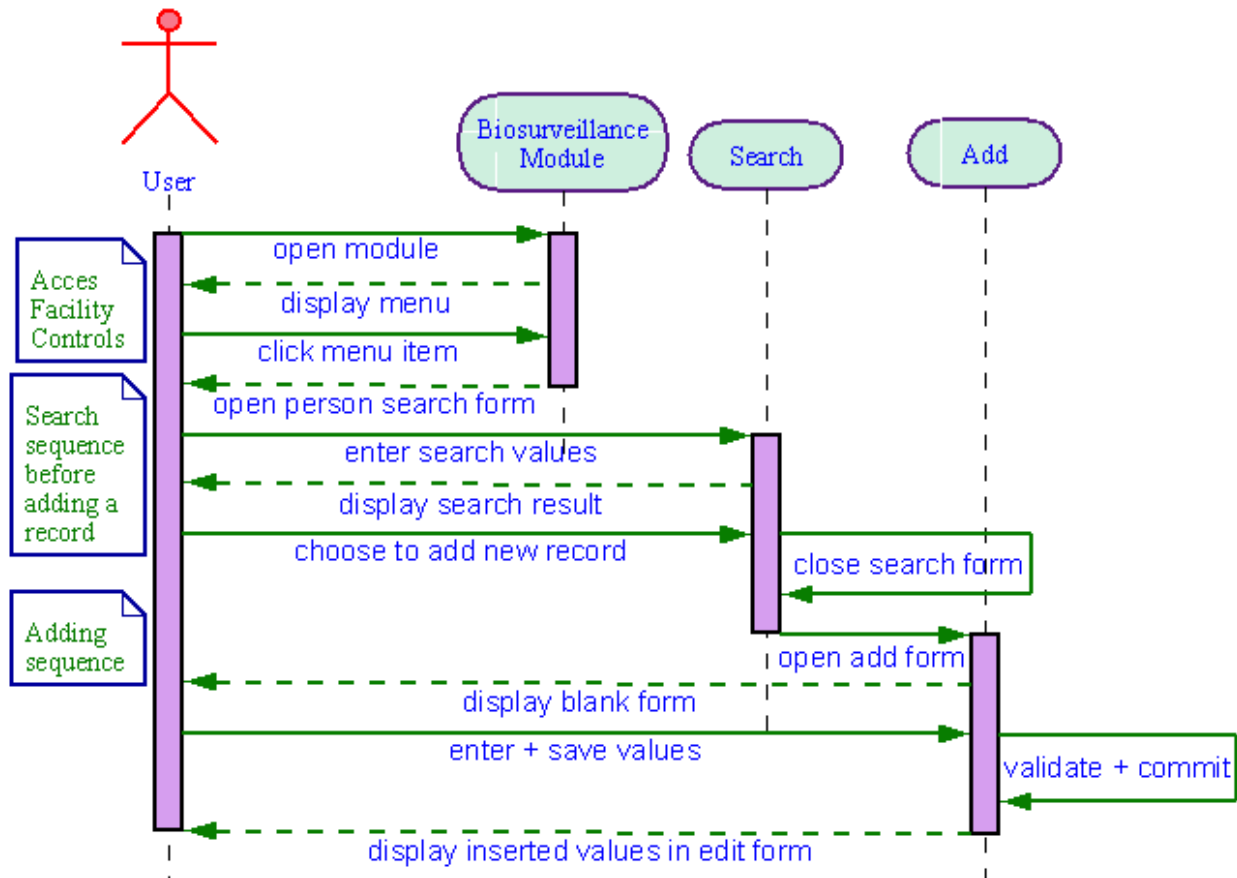 Biosurveillance
Module
Search
Add
User
Acces
Facility
Controls
open module
display menu
click menu item
open person search form
Search
sequence
before
adding a
record
enter search values
display search result
choose to add new record
close search form
Adding
sequence
open add form
display blank form
enter + save values
validate + commit
display inserted values in edit form